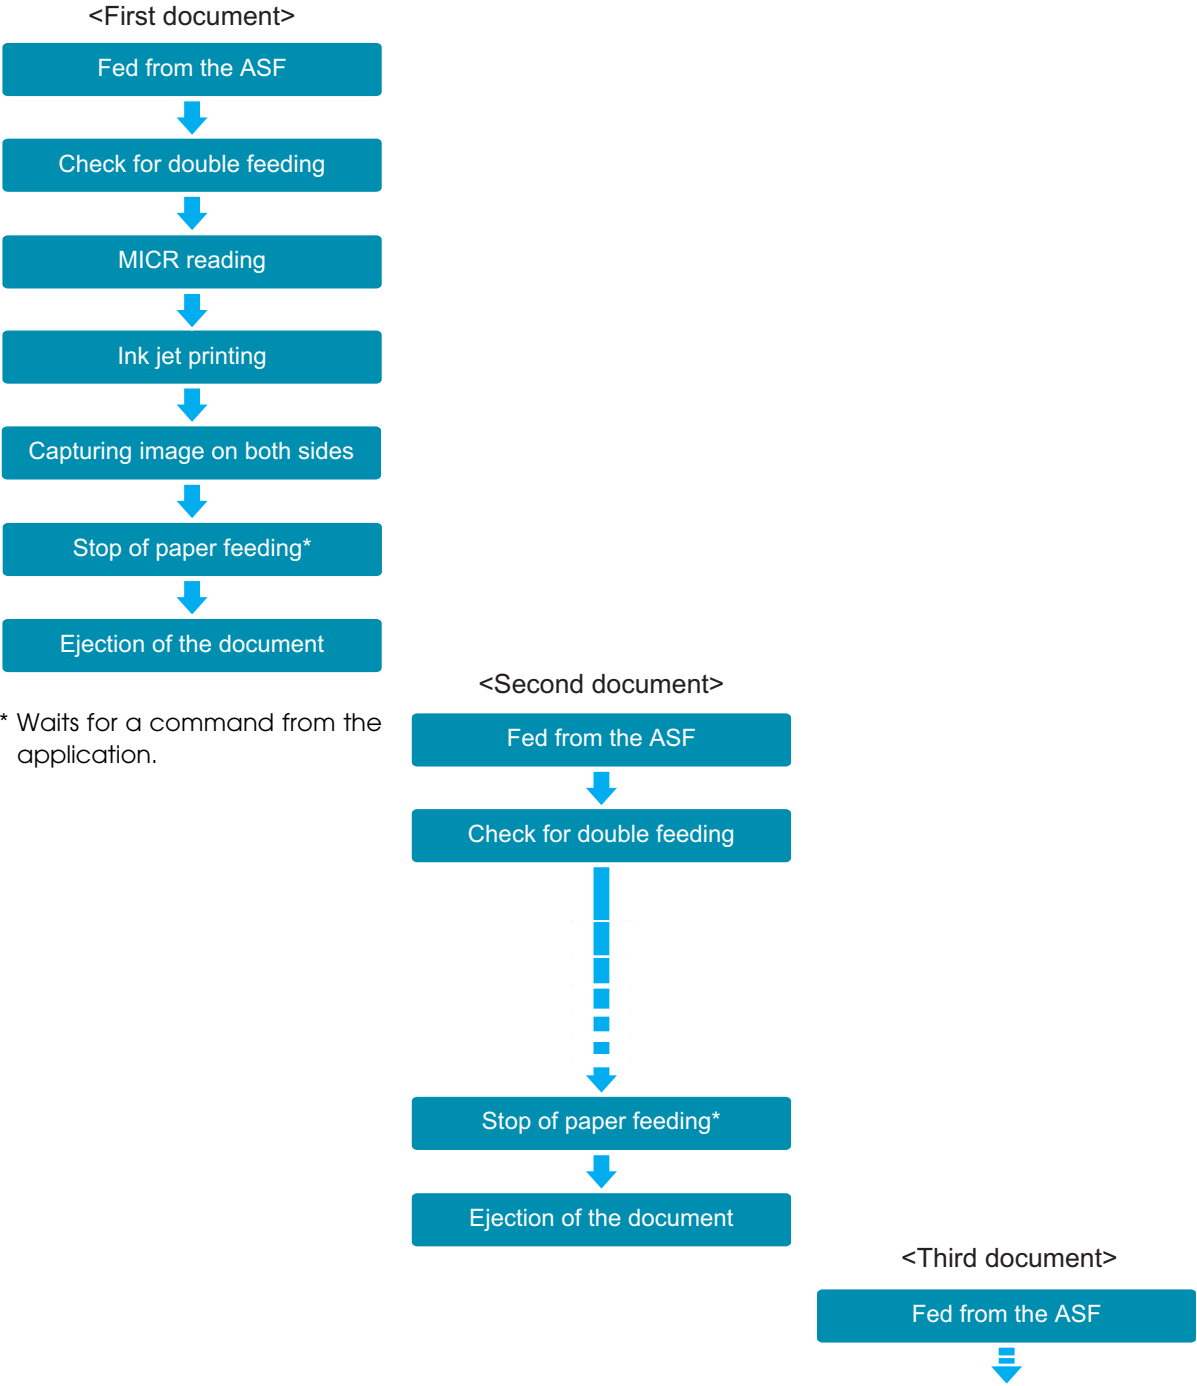 <First document>
Fed from the ASF
Check for double feeding
MICR reading
Ink jet printing
Capturing image on both sides
Stop of paper feeding*
Ejection of the document
* Waits for a command from the
application.
<Second document>
Fed from the ASF
Check for double feeding
Stop of paper feeding*
Ejection of the document
<Third document>
Fed from the ASF